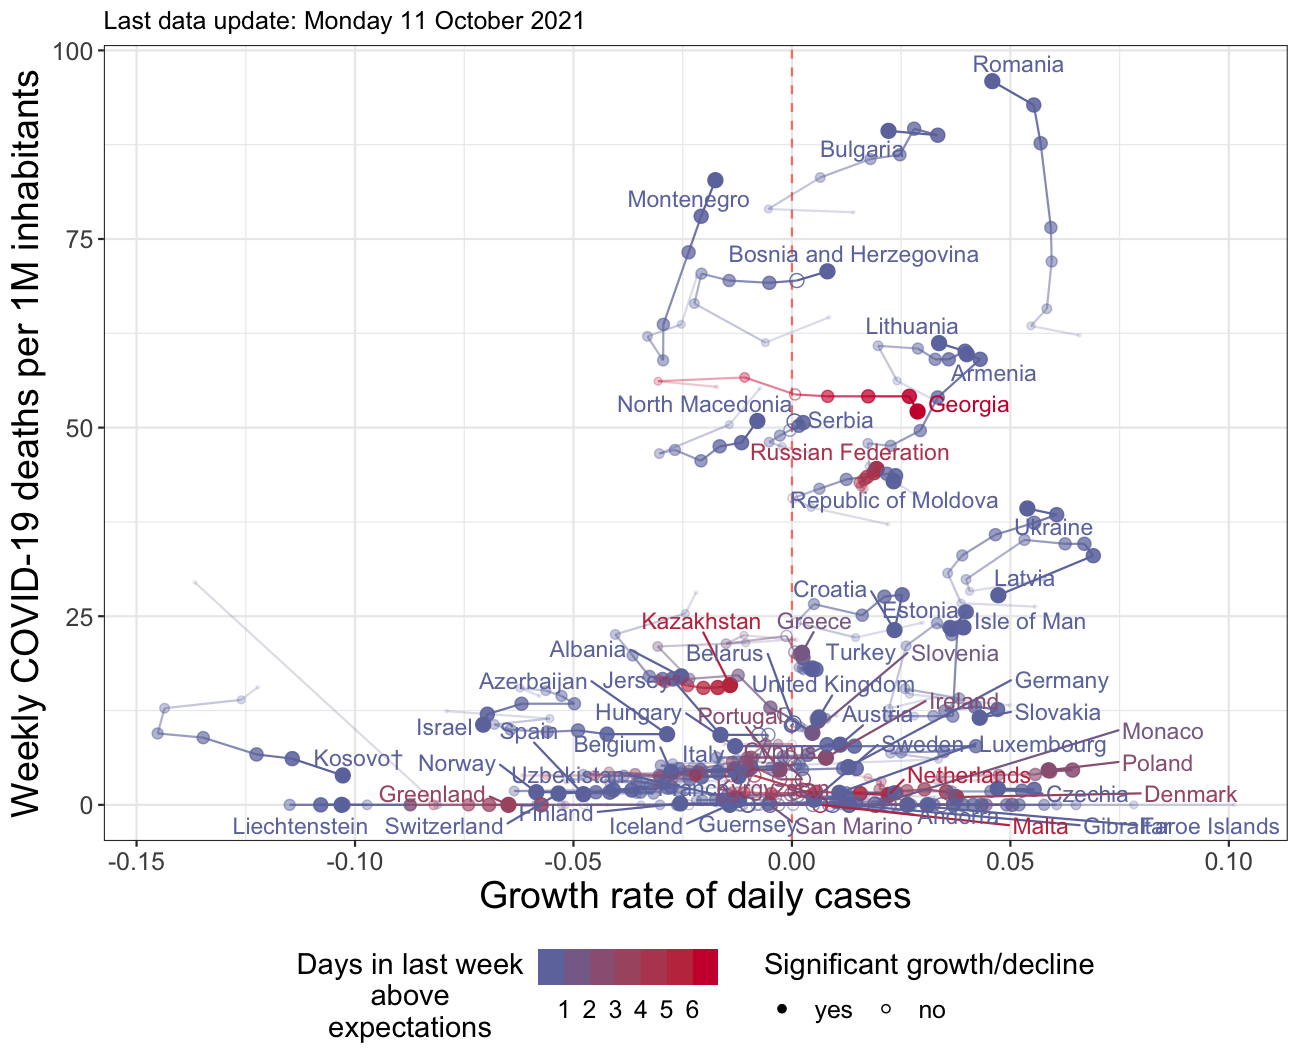 Last data update: Monday 11 October 2021
Weekly COVID-19 deaths per 1M inhabitants
100
75
50
25
0
Romania
Bulgaria
Montenegro
Bosnia and Herzegovina
Lithuania
Armenia
North Macedonia
Georgia
Serbia
Russian Federation
Republic of Moldova
Ukraine
Latvia
Croatia
Estonia
Kazakhstan
Greece
Isle of Man
Albania
Belarus
Turkey
Slovenia
Azerbaijan
Jersey
United Kingdom
Germany
Ireland
Hungary
Portugal
Austria
Slovakia
Israel
Spain
Monaco
Belgium
Italy
Cyprus
Sweden
Luxembourg
Kosovo†
Norway
Poland
Uzbekistan
Netherlands
Greenland
France
Kyrgyzstan
Czechia
Denmark
Finland
Andorra
Liechtenstein
Switzerland
Iceland
Guernsey
San Marino
Malta
Gibraltar
Faroe Islands
-0.15
-0.10
-0.05
0.00
0.05
0.10
Growth rate of daily cases
Days in last week
above
expectations
1 2 3 4 5 6
Significant growth/decline
yes
no